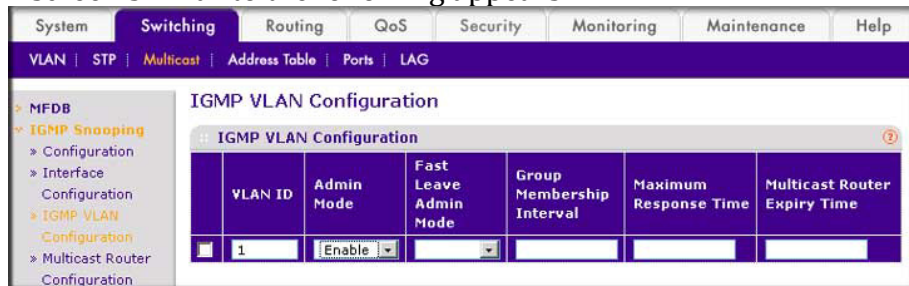 System Switching Routing QoS Security Monitoring Maintenance Help
VLAN | STP | Multicast | Address Table | Ports | LAG
MFDB
IGMP Snooping
» Configuration
» Interface
Configuration
» IGMP VLAN
Configuration
» Multicast Router
Configuration
IGMP VLAN Configuration
IGMP VLAN Configuration ?
VLAN ID
Admin
Mode
Fast
Leave
Admin
Mode
Group
Membership
Interval
Maximum
Response Time
Multicast Router
Expiry Time
1 Enable